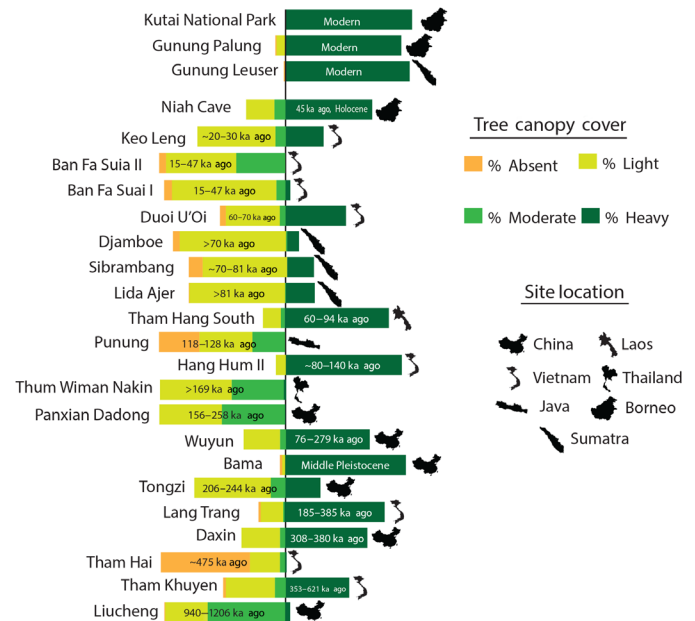 Kutai National Park Modern
Gunung Palung Modern
Gunung Leuser Modern
Niah Cave 45 ka ago, Holocene
Keo Leng ~20–30 ka ago
Ban Fa Suia II 15–47 ka ago
Ban Fa Suai I 15–47 ka ago
Duoi U'Oi 60–70 ka ago
Djamboe >70 ka ago
Sibrambang ~70–81 ka ago
Lida Ajer >81 ka ago
Tham Hang South 60–94 ka ago
Punung 118–128 ka ago
Hang Hum II ~80–140 ka ago
Thum Wiman Nakin >169 ka ago
Panxian Dadong 156–258 ka ago
Wuyun 76–279 ka ago
Bama Middle Pleistocene
Tongzi 206–244 ka ago
Lang Trang 185–385 ka ago
Daxin 308–380 ka ago
Tham Hai ~475 ka ago
Tham Khuyen 353–621 ka ago
Liucheng 940–1206 ka ago
Tree canopy cover
% Absent % Light
% Moderate % Heavy
Site location
China Laos
Vietnam Thailand
Java Borneo
Sumatra